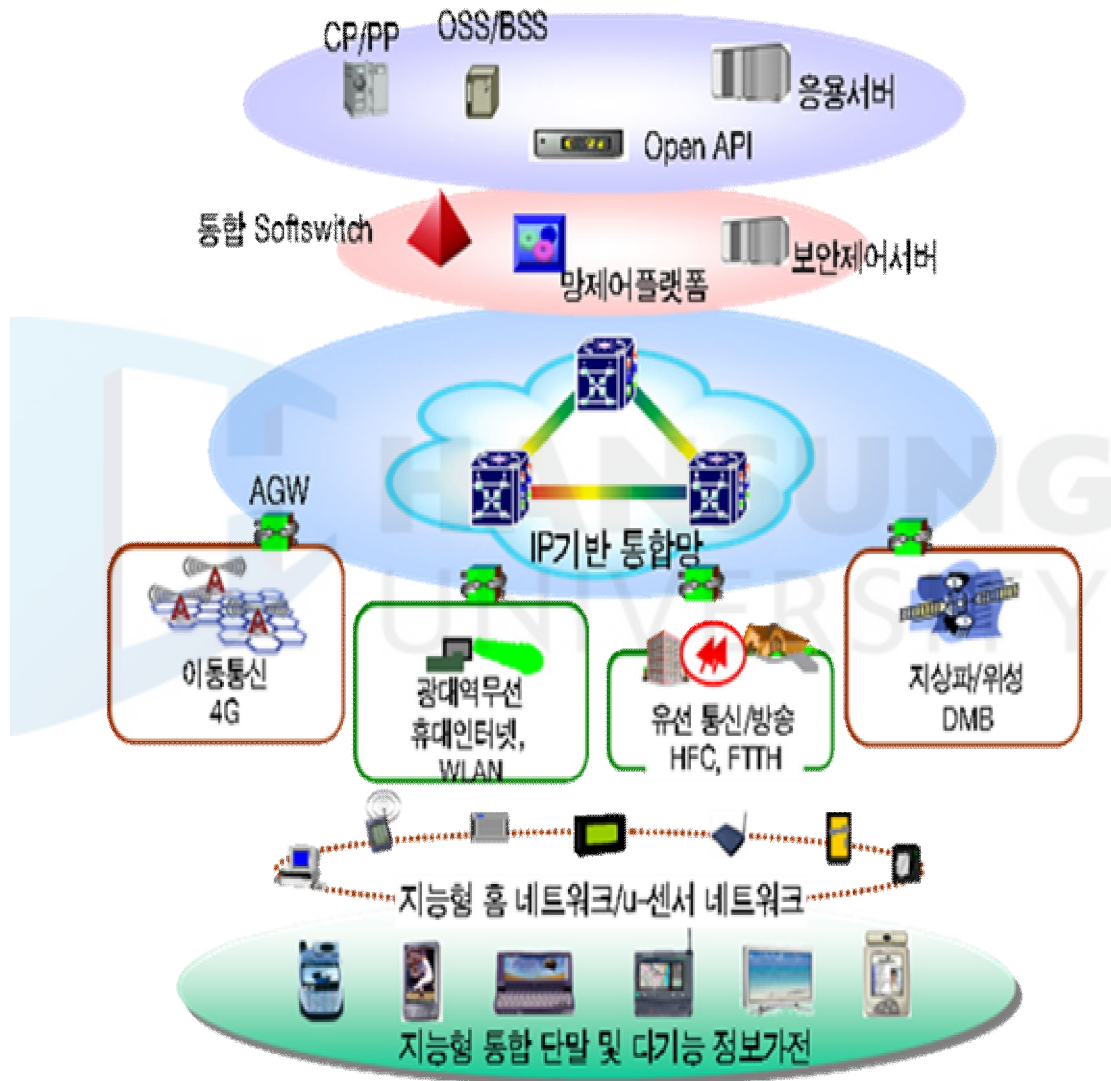 CP/PP
OSS/BSS
응용서버
Open API
통합 Softswitch
보안제어서버
망제어플랫폼
HANSUNG
UNIVERSITY
AGW
IP기반 통합망
이동통신
4G
광대역무선
휴대인터넷,
WLAN
유선 통신/방송
HFC, FTTH
지상파/위성
DMB
지능형 홈 네트워크/u-센서 네트워크
지능형 통합 단말 및 다기능 정보가전